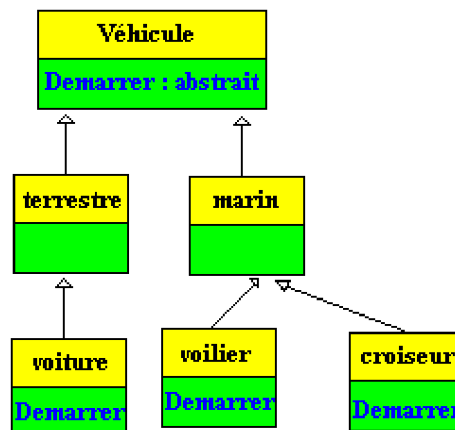 Véhicule
Demarrer : abstrait
terrestre
marin
voiture
voilier
croiseur
Demarrer
Demarrer
Demarrer